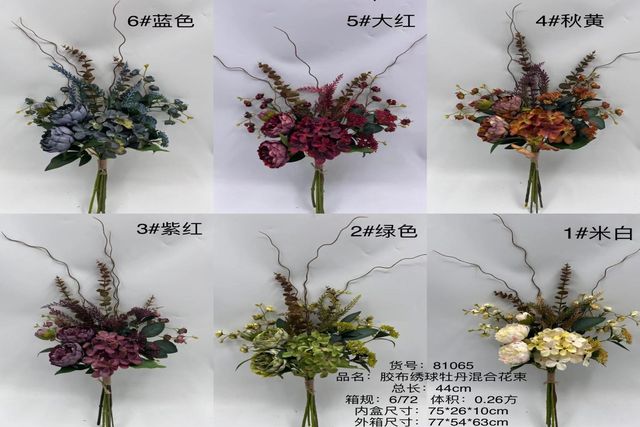 6#蓝色
5#大红
4#秋黄
3#紫红
2#绿色
1#米白
货号：81065
品名：胶布绣球牡丹混合花束
总长：44cm
箱规：6/72 体积：0.26方
内盒尺寸：75*26*10cm
外箱尺寸：77*54*63cm